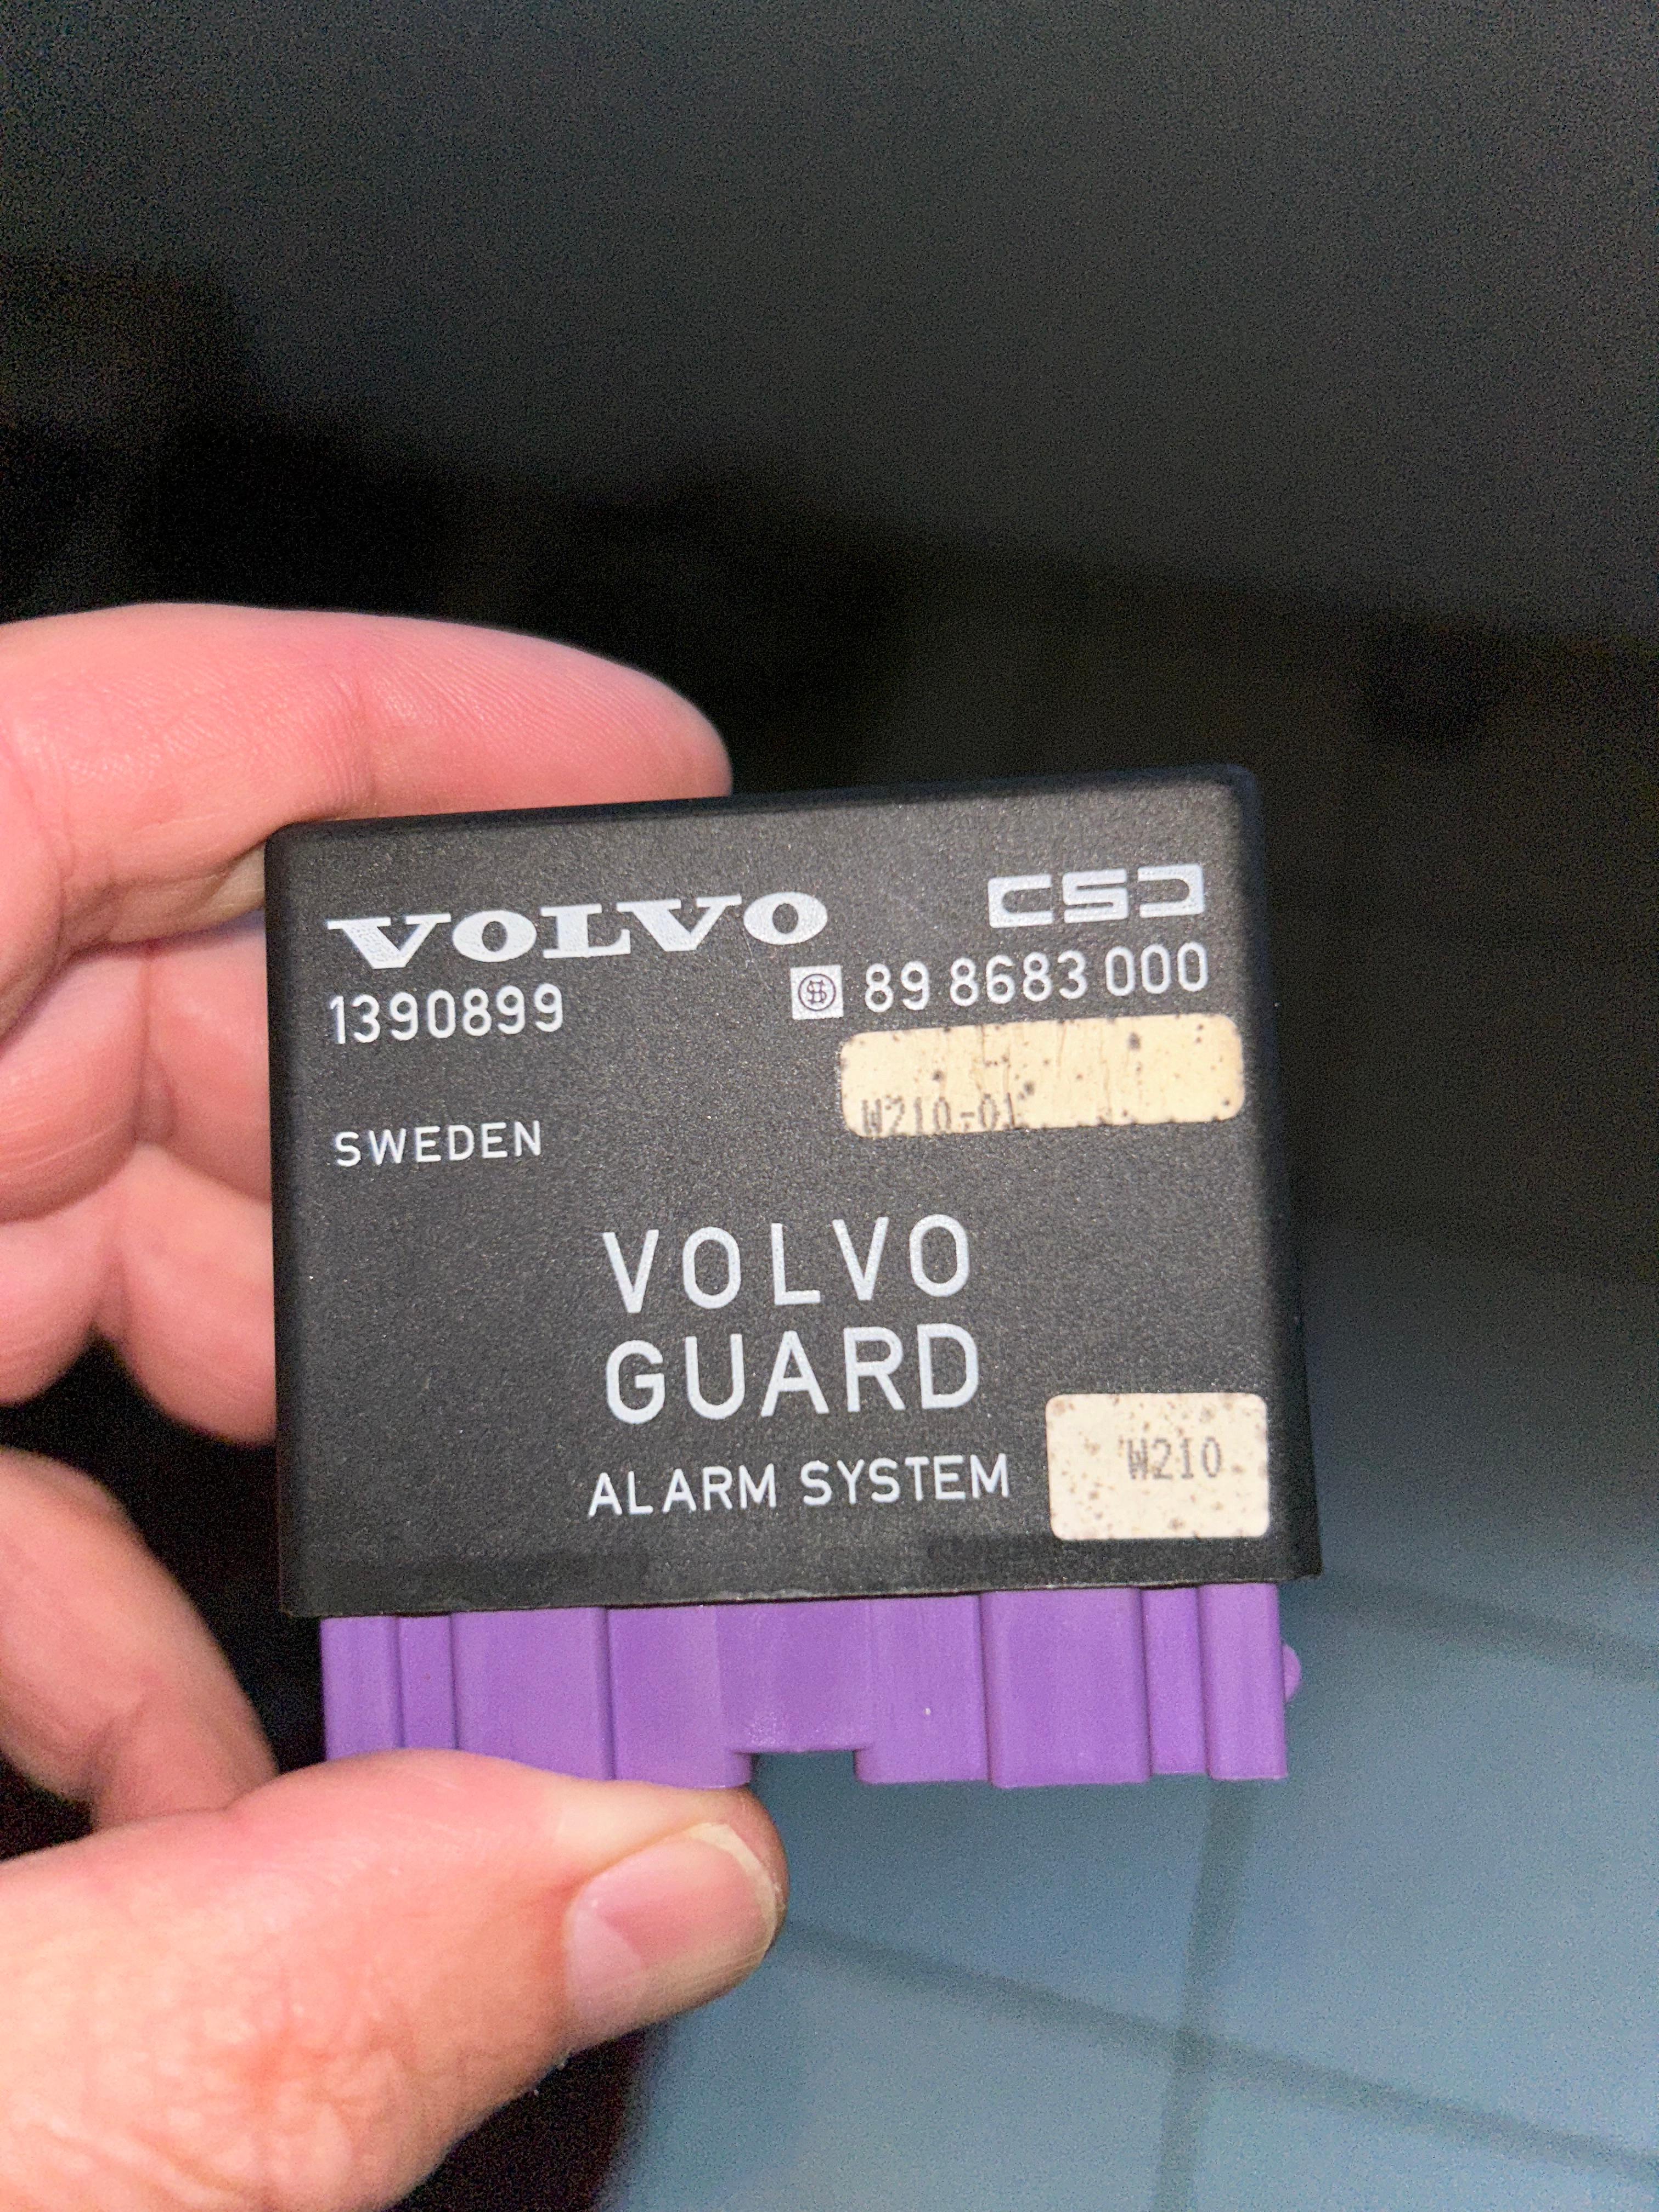 VOLVO
CSD
1390899
S 89 8683 000
W210-01
SWEDEN
VOLVO
GUARD
ALARM SYSTEM
W210